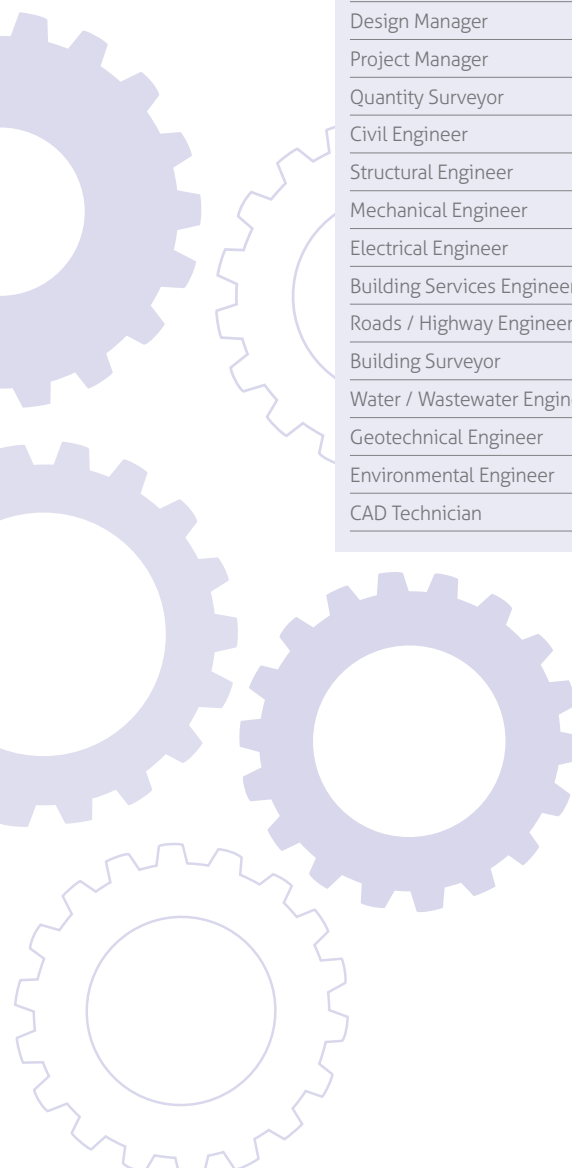 Design Manager
Project Manager
Quantity Surveyor
Civil Engineer
Structural Engineer
Mechanical Engineer
Electrical Engineer
Building Services Engineer
Roads / Highway Engineer
Building Surveyor
Water / Wastewater
Geotechnical Engineer
Environmental Engineer
CAD Technician